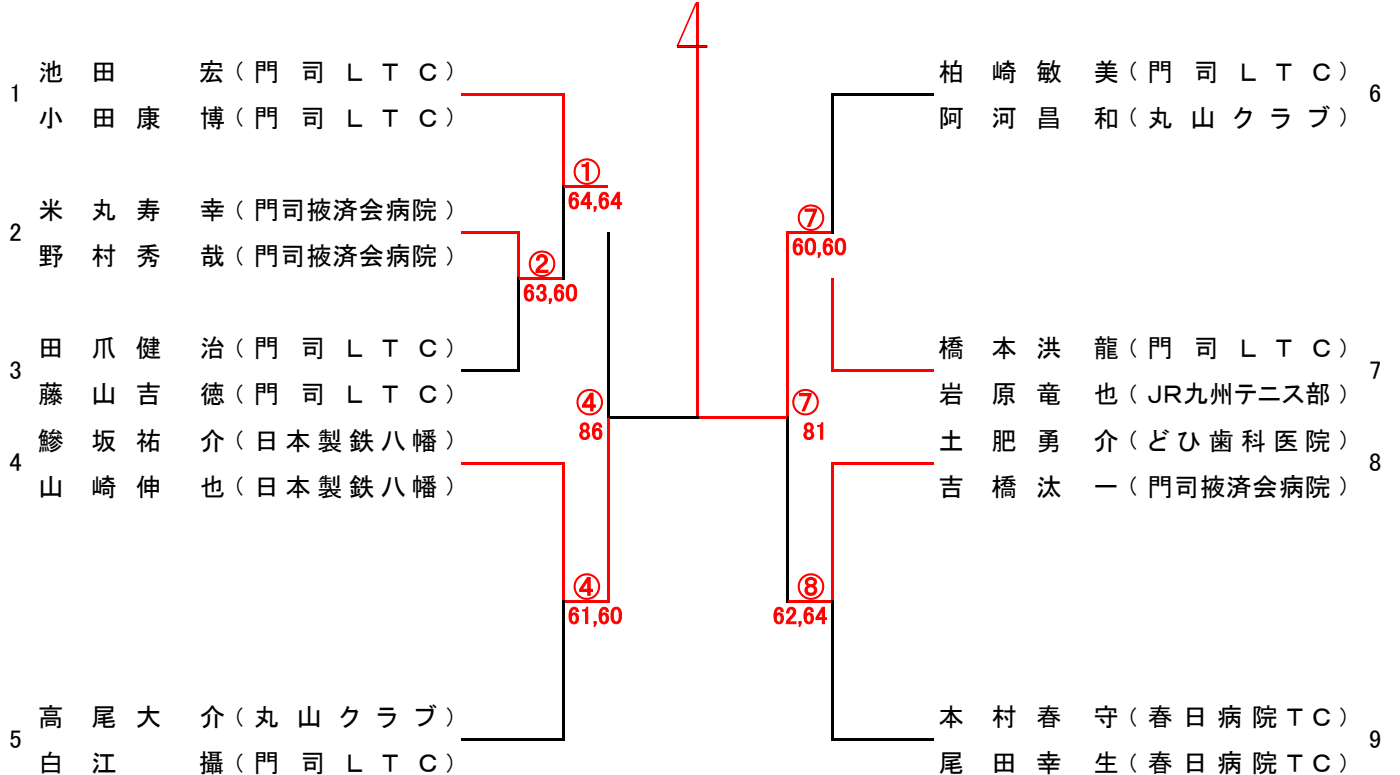 1
池田 宏(門司LTC)
小田康 博(門司LTC)
2
米丸寿 幸(門司掖済会病院)
野村秀 哉(門司掖済会病院)
3
田爪健 治(門司LTC)
藤山吉 徳(門司LTC)
4
鰺坂祐 介(日本製鉄八幡)
山崎伸 也(日本製鉄八幡)
5
高尾大 介(丸山クラブ)
白江 攝(門司LTC)
①
64,64
②
63,60
④
86
④
61,60
⑦
60,60
⑦
81
⑧
62,64
柏崎敏 美(門司LTC)
阿河昌 和(丸山クラブ)
6
橋本洪 龍(門司LTC)
岩原竜 也(JR九州テニス部)
7
土肥勇 介(どひ歯科医院)
吉橋汰 一(門司掖済会病院)
8
本村春 守(春日病院TC)
尾田幸 生(春日病院TC)
9